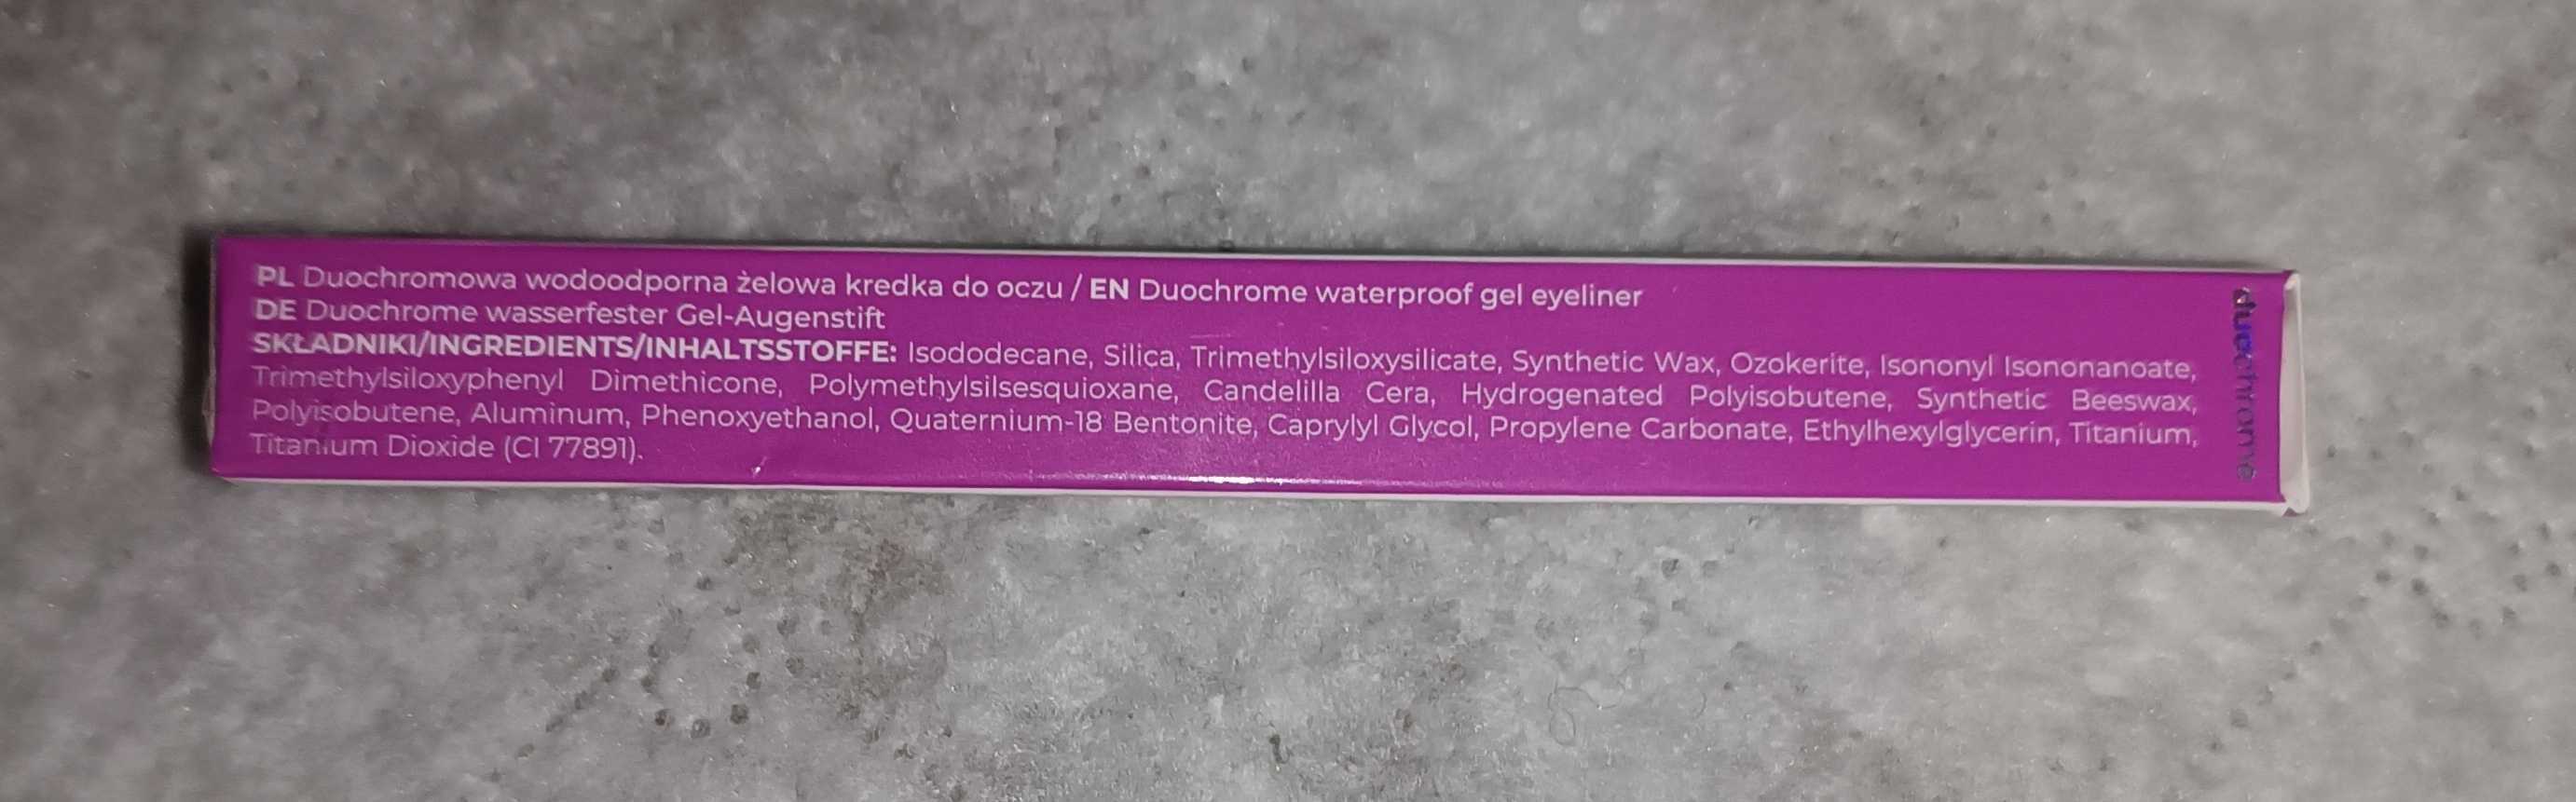 PL Duochromowa wodoodporna żelowa kredka do oczu / EN Duochrome waterproof gel eyeliner
DE Duochrome wasserfester Gel-Augenstift
SKŁADNIKI/INGREDIENTS/INHALTSSTOFFE: Isododecane, Silica, Trimethylsiloxysilicate, Synthetic Wax, Ozokerite, Isononyl Isononanoate,
Trimethylsiloxyphenyl Dimethicone, Polymethylsilsesquioxane, Candelilla Cera, Hydrogenated Polyisobutene, Synthetic Beeswax,
Polyisobutene, Aluminum, Phenoxyethanol, Quaternium-18 Bentonite, Caprylyl Glycol, Propylene Carbonate, Ethylhexylglycerin, Titanium,
Titanium Dioxide (CI 77891).
duochrome